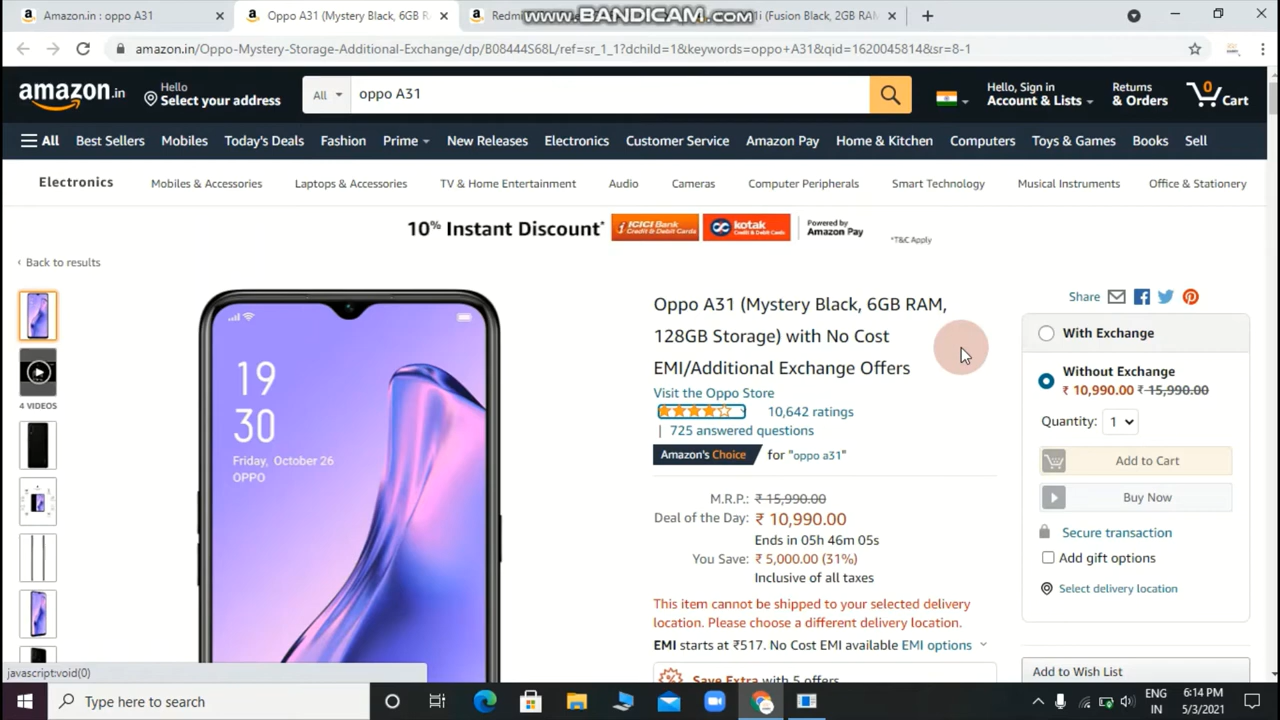 Amazon.in : oppo A31
Oppo A31 (Mystery Black, 6GB R
Redmi
www.BANDICAM.com
i (Fusion Black, 2GB RAM
amazon.in/Oppo-Mystery-Storage-Additional-Exchange/dp/B08444S68L/ref=sr_1_1?dchild=1&keywords=oppo+A31&qid=1620045814&sr=8-1
amazon.in
Hello
Select your address
All
oppo A31
Hello, Sign in
Account & Lists
Returns
& Orders
0
Cart
All
Best Sellers
Mobiles
Today's Deals
Fashion
Prime
New Releases
Electronics
Customer Service
Amazon Pay
Home & Kitchen
Computers
Toys & Games
Books
Sell
Electronics
Mobiles & Accessories
Laptops & Accessories
TV & Home Entertainment
Audio
Cameras
Computer Peripherals
Smart Technology
Musical Instruments
Office & Stationery
10% Instant Discount*
ICICI Bank
Credit & Debit Cards
kotak
Credit & Debit Cards
Powered by
Amazon Pay
*T&C Apply
‹ Back to results
4 VIDEOS
19
30
Friday, October 26
OPPO
Oppo A31 (Mystery Black, 6GB RAM,
128GB Storage) with No Cost
EMI/Additional Exchange Offers
Visit the Oppo Store
10,642 ratings
| 725 answered questions
Amazon's Choice for "oppo a31"
M.R.P.: ₹ 15,990.00
Deal of the Day: ₹ 10,990.00
Ends in 05h 46m 05s
You Save: ₹ 5,000.00 (31%)
Inclusive of all taxes
This item cannot be shipped to your selected delivery
location. Please choose a different delivery location.
EMI starts at ₹517. No Cost EMI available EMI options
Save Extra with 5 offers
Share
With Exchange
Without Exchange
₹ 10,990.00 ₹ 15,990.00
Quantity: 1
Add to Cart
Buy Now
Secure transaction
Add gift options
Select delivery location
Add to Wish List
javascript:void(0)
Type here to search
ENG
IN
6:14 PM
5/3/2021